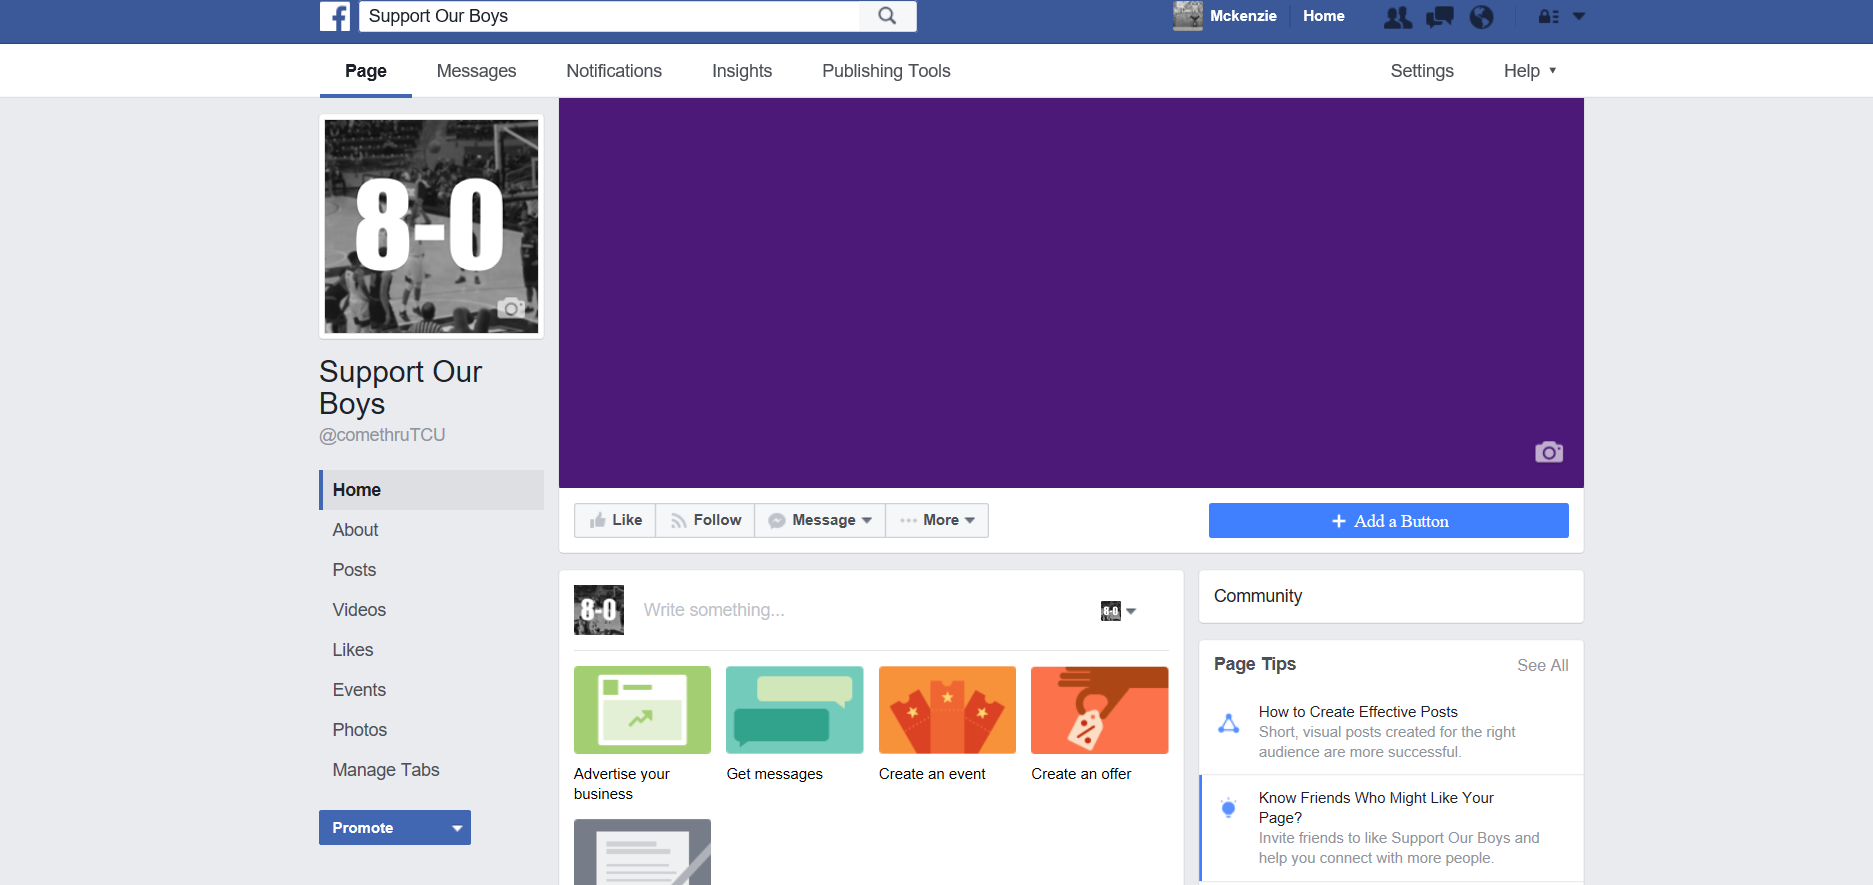 Support Our Boys
Mckenzie
Home
Page
Messages
Notifications
Insights
Publishing Tools
Settings
Help
8-0
Support Our
Boys
@comethruTCU
Home
About
Posts
Videos
Likes
Events
Photos
Manage Tabs
Promote
Like
Follow
Message
More
+ Add a Button
8-0
Write something...
8-0
Advertise your
business
Get messages
Create an event
Create an offer
Community
Page Tips
See All
How to Create Effective Posts
Short, visual posts created for the right
audience are more successful.
Know Friends Who Might Like Your
Page?
Invite friends to like Support Our Boys and
help you connect with more people.